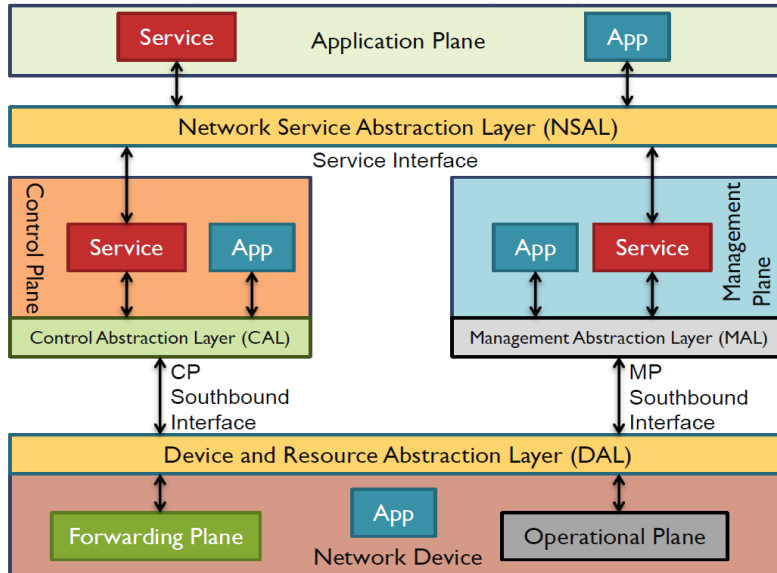 Service
Application Plane
App
Network Service Abstraction Layer (NSAL)
Service Interface
Control Plane
Service
App
Control Abstraction Layer (CAL)
App
Service
Management
Plane
Management Abstraction Layer (MAL)
CP
Southbound
Interface
MP
Southbound
Interface
Device and Resource Abstraction Layer (DAL)
Forwarding Plane
App
Network Device
Operational Plane